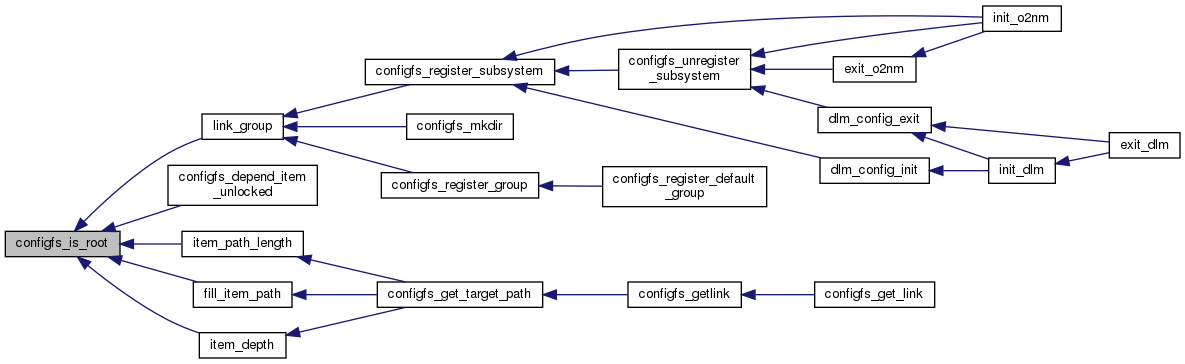 init_o2nm
configfs_register_subsystem
configfs_unregister
_subsystem
exit_o2nm
link_group
configfs_mkdir
dlm_config_exit
exit_dlm
configfs_depend_item
_unlocked
configfs_register_group
configfs_register_default
_group
dlm_config_init
init_dlm
configfs_is_root
item_path_length
fill_item_path
configfs_get_target_path
configfs_getlink
configfs_get_link
item_depth